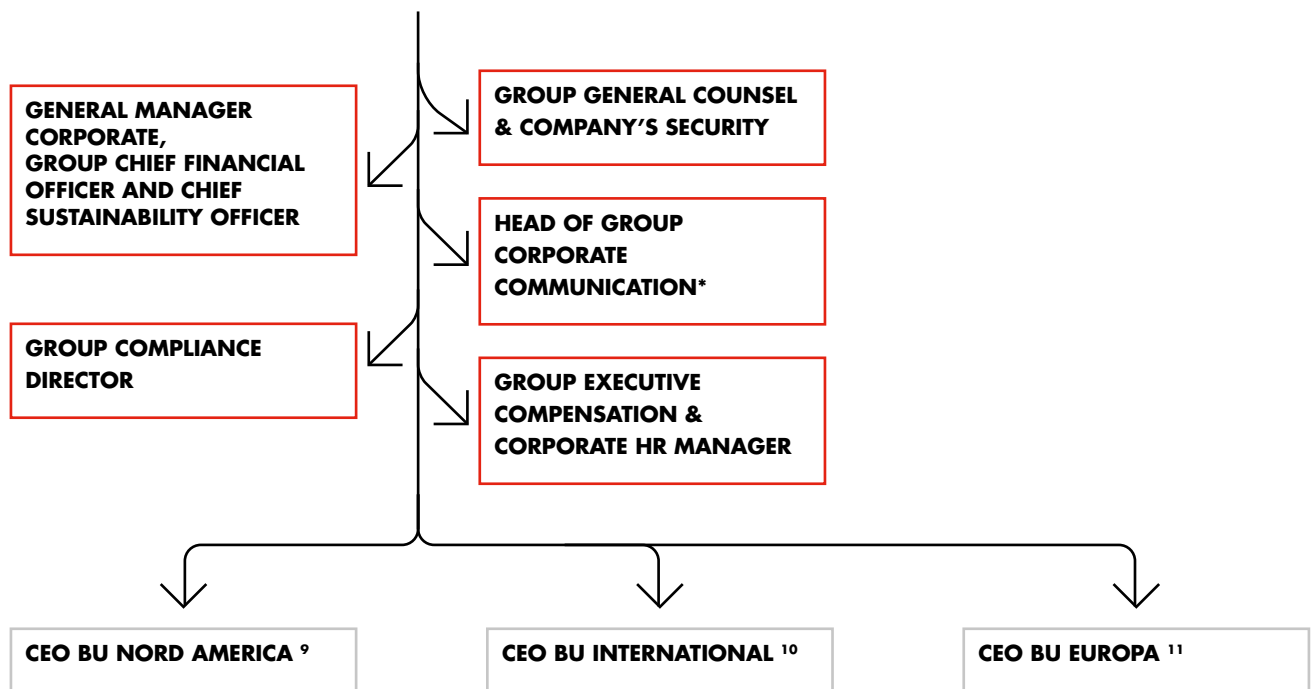 GENERAL MANAGER
CORPORATE,
GROUP CHIEF FINANCIAL
OFFICER AND CHIEF
SUSTAINABILITY OFFICER
GROUP GENERAL COUNSEL
& COMPANY’S SECURITY
HEAD OF GROUP
CORPORATE
COMMUNICATION*
GROUP COMPLIANCE
DIRECTOR
GROUP EXECUTIVE
COMPENSATION &
CORPORATE HR MANAGER
CEO BU NORD AMERICA ⁹
CEO BU INTERNATIONAL ¹⁰
CEO BU EUROPA ¹¹